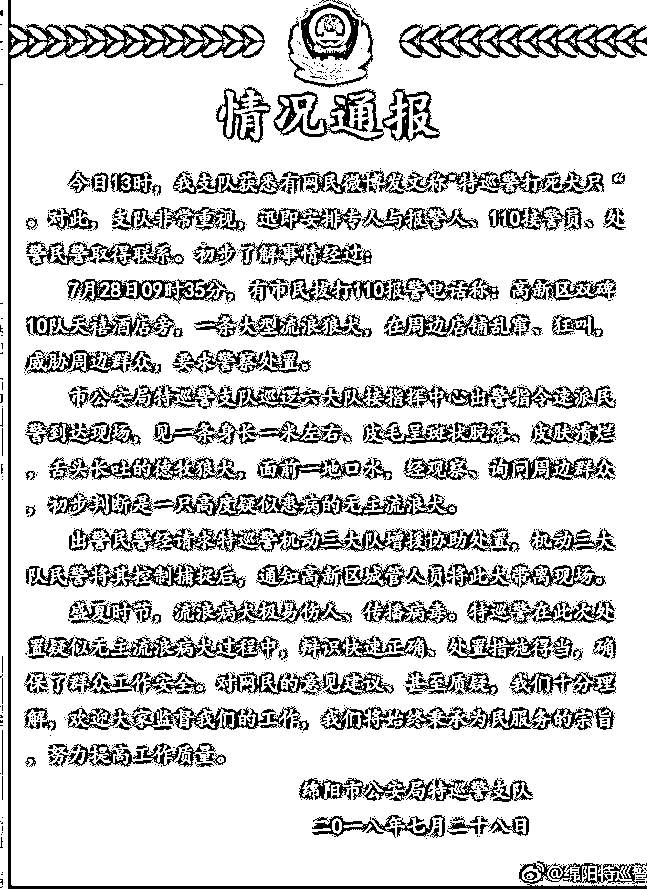 情况通报
今日13时，我支队获悉有网民微博发文称“特巡警打死犬只“
。对此，支队非常重视，迅即安排专人与报警人、110接警员、处
警民警取得联系。初步了解事情经过：
7月28日09时35分，有市民拨打110报警电话称：高新区双碑
10队天禧酒店旁，一条大型流浪狼犬，在周边店铺乱窜、狂叫，
威胁周边群众，要求警察处置。
市公安局特巡警支队巡逻六大队接指挥中心出警指令速派民
警到达现场，见一条身长一米左右、皮毛呈斑状脱落、皮肤溃烂
，舌头长吐的德牧狼犬，面前一地口水，经观察、询问周边群众
，初步判断是一只高度疑似患病的无主流浪犬。
出警民警经请求特巡警机动三大队增援协助处置，机动三大
队民警将其控制捕捉后，通知高新区城管人员将此犬带离现场。
盛夏时节，流浪病犬极易伤人、传播病毒。特巡警在此次处
置疑似无主流浪病犬过程中，辩识快速正确、处置措施得当，确
保了群众工作安全。对网民的意见建议、甚至质疑，我们十分理
解，欢迎大家监督我们的工作，我们将始终秉承为民服务的宗旨
，努力提高工作质量。
绵阳市公安局特巡警支队
二0一八年七月二十八日
@绵阳特巡警